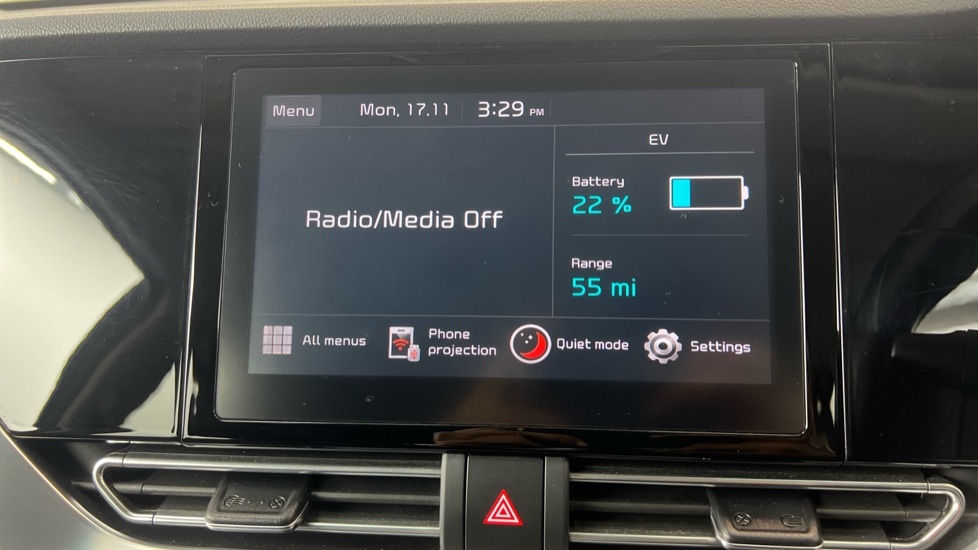 Menu Mon, 17.11 3:29 PM
EV
Battery
22 %
Radio/Media Off
Range
55 mi
All menus
Phone
projection
Quiet mode
Settings